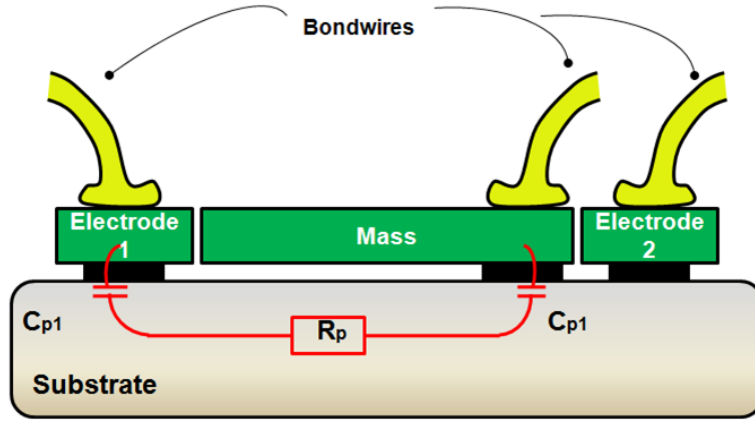 Bondwires
Electrode
1
Mass
Electrode
2
Cp1
Rp
Cp1
Substrate